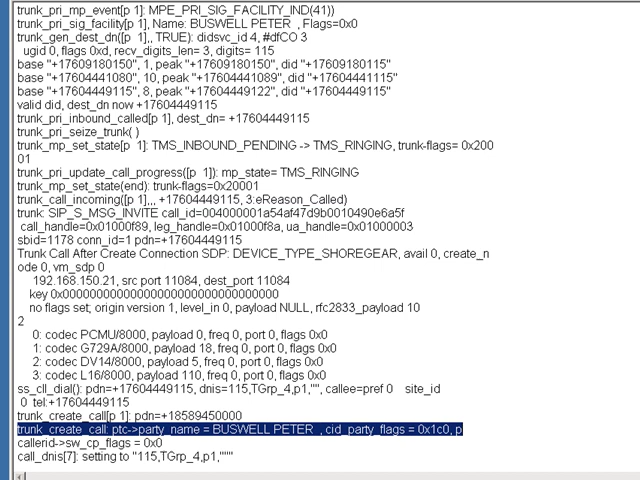 trunk_pri_mp_event[p 1]: MPE_PRI_SIG_FACILITY_IND(41))
trunk_pri_sig_facility[p 1], Name: BUSWELL PETER , Flags=0x0
trunk_gen_dest_dn([p 1],, TRUE): didsvc_id 4, #dfCO 3
ugid 0, flags 0xd, recv_digits_len= 3, digits= 115
base "+17609180150", 1, peak "+17609180150", did "+17609180115"
base "+17604441080", 10, peak "+17604441089", did "+17604441115"
base "+17604449115", 8, peak "+17604449122", did "+17604449115"
valid did, dest_dn now +17604449115
trunk_pri_inbound_called[p 1], dest_dn= +17604449115
trunk_pri_seize_trunk( )
trunk_mp_set_state[p 1]: TMS_INBOUND_PENDING -> TMS_RINGING, trunk-flags= 0x200
01
trunk_pri_update_call_progress([p 1]): mp_state= TMS_RINGING
trunk_mp_set_state(end): trunk-flags=0x20001
trunk_call_incoming([p 1],,, +17604449115, 3:eReason_Called)
trunk: SIP_S_MSG_INVITE call_id=004000001a54af47d9b0010490e6a5f
call_handle=0x01000f89, leg_handle=0x01000f8a, ua_handle=0x01000003
sbid=1178 conn_id=1 pdn=+17604449115
Trunk Call After Create Connection SDP: DEVICE_TYPE_SHOREGEAR, avail 0, create_n
ode 0, vm_sdp 0
192.168.150.21, src port 11084, dest_port 11084
key 0x00000000000000000000000000000000
no flags set; origin version 1, level_in 0, payload NULL, rfc2833_payload 10
2
0: codec PCMU/8000, payload 0, freq 0, port 0, flags 0x0
1: codec G729A/8000, payload 18, freq 0, port 0, flags 0x0
2: codec DV14/8000, payload 5, freq 0, port 0, flags 0x0
3: codec L16/8000, payload 110, freq 0, port 0, flags 0x0
ss_cll_dial(): pdn=+17604449115, dnis=115,TGrp_4,p1,"", callee=pref 0 site_id
0 tel:+17604449115
trunk_create_call[p 1]: pdn=+18589450000
trunk_create_call: ptc->party_name = BUSWELL PETER , cid_party_flags = 0x1c0, p
callerid->sw_cp_flags = 0x0
call_dnis[7]: setting to "115,TGrp_4,p1,"""